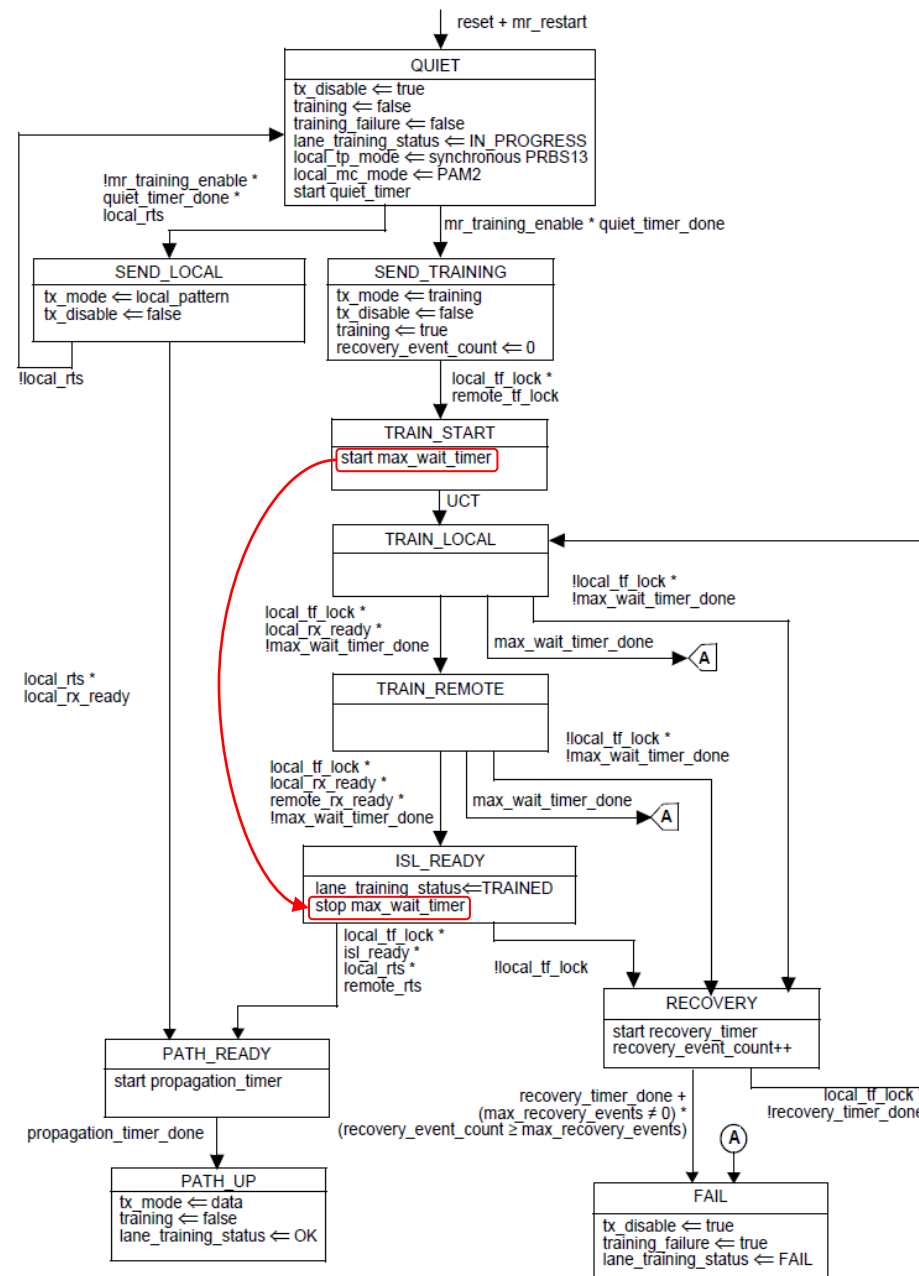 reset + mr_restart
QUIET
tx_disable ⇐ true
training ⇐ false
training_failure ⇐ false
lane_training_status ⇐ IN_PROGRESS
local_tp_mode ⇐ synchronous PRBS13
local_mc_mode ⇐ PAM2
start quiet_timer
!mr_training_enable *
quiet_timer_done *
local_rts
mr_training_enable * quiet_timer_done
SEND_LOCAL
tx_mode ⇐ local_pattern
tx_disable ⇐ false
!local_rts
SEND_TRAINING
tx_mode ⇐ training
tx_disable ⇐ false
training ⇐ true
recovery_event_count ⇐ 0
local_tf_lock *
remote_tf_lock
TRAIN_START
start max_wait_timer
UCT
TRAIN_LOCAL
local_tf_lock *
local_rx_ready *
!max_wait_timer_done
max_wait_timer_done
A
!local_tf_lock *
!max_wait_timer_done
local_rts *
local_rx_ready
TRAIN_REMOTE
local_tf_lock *
local_rx_ready *
remote_rx_ready *
!max_wait_timer_done
max_wait_timer_done
A
!local_tf_lock *
!max_wait_timer_done
ISL_READY
lane_training_status⇐TRAINED
stop max_wait_timer
local_tf_lock *
isl_ready *
local_rts *
remote_rts
!local_tf_lock
RECOVERY
start recovery_timer
recovery_event_count++
PATH_READY
start propagation_timer
recovery_timer_done +
(max_recovery_events ≠ 0) *
(recovery_event_count ≥ max_recovery_events)
local_tf_lock
!recovery_timer_done
propagation_timer_done
A
PATH_UP
tx_mode ⇐ data
training ⇐ false
lane_training_status ⇐ OK
FAIL
tx_disable ⇐ true
training_failure ⇐ true
lane_training_status ⇐ FAIL